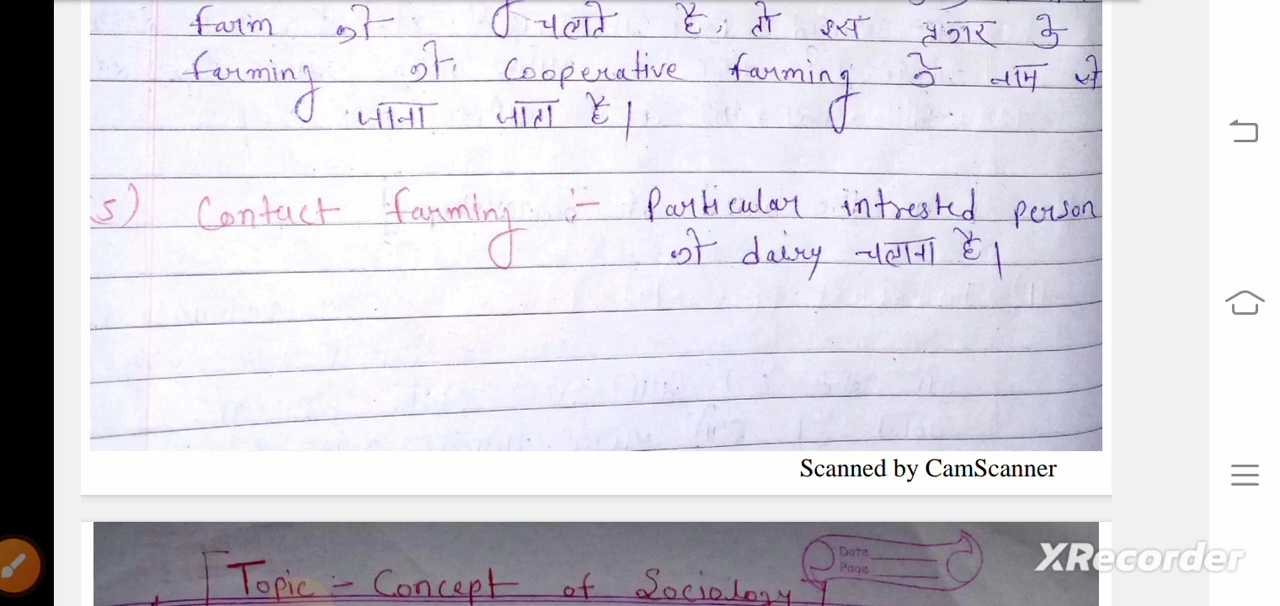 farm को चलाते है, तो इस प्रकार के
farming को cooperative farming के नाम से
जाना जाता है।
5) Contact farming :- Particular intrested person
को dairy चलाना है।
Scanned by CamScanner
Date
Page
Topic :- Concept of Sociology
XRecorder